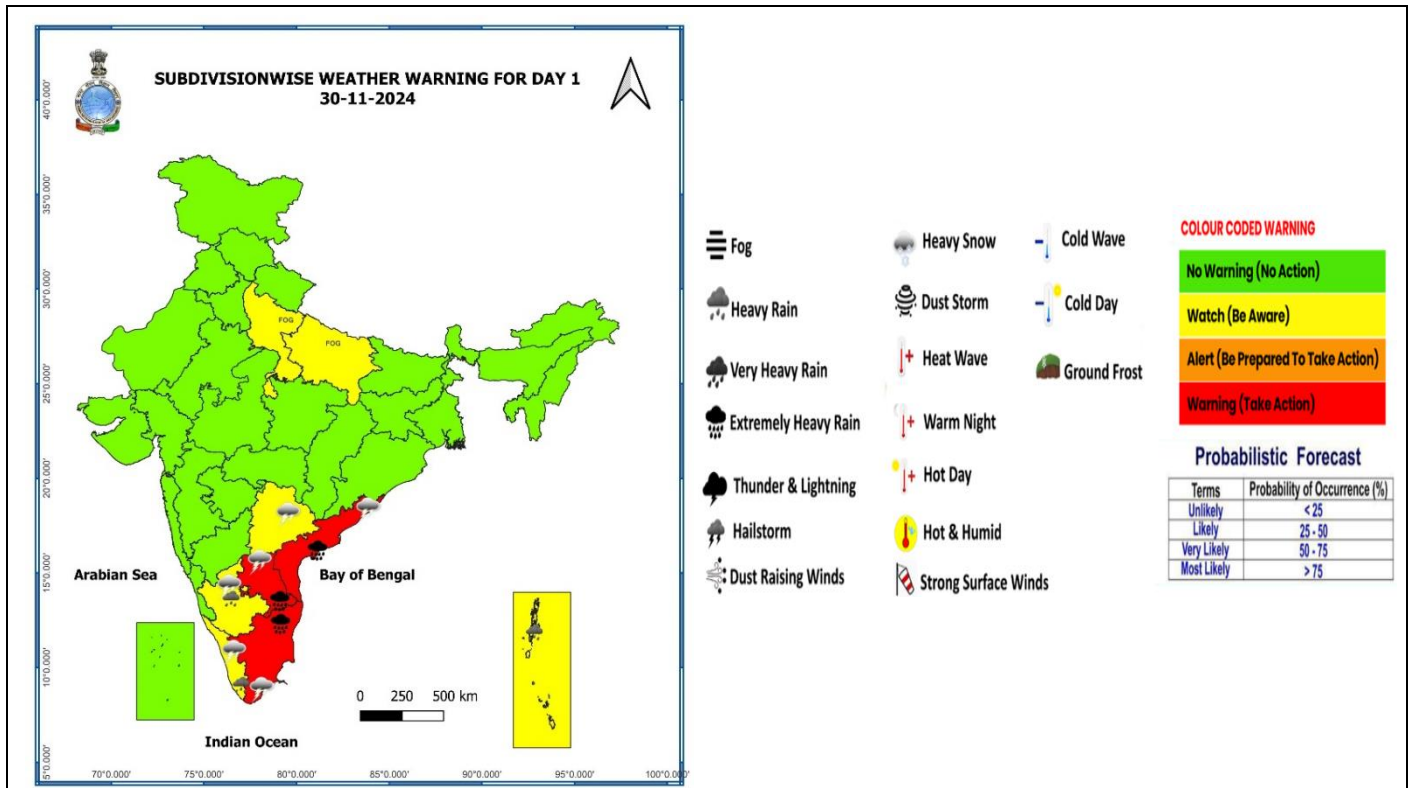 SUBDIVISIONWISE WEATHER WARNING FOR DAY 1
30-11-2024
40°0.000'
35°0.000'
30°0.000'
25°0.000'
20°0.000'
15°0.000'
10°0.000'
5°0.000'
FOG
FOG
Arabian Sea
Bay of Bengal
0 250 500 km
Indian Ocean
70°0.000' 75°0.000' 80°0.000' 85°0.000' 90°0.000' 95°0.000' 100°0.000'
Fog
Heavy Rain
Very Heavy Rain
Extremely Heavy Rain
Thunder & Lightning
Hailstorm
Dust Raising Winds
Heavy Snow
Dust Storm
Heat Wave
Warm Night
Hot Day
Hot & Humid
Strong Surface Winds
Cold Wave
Cold Day
Ground Frost
COLOUR CODED WARNING
No Warning (No Action)
Watch (Be Aware)
Alert (Be Prepared To Take Action)
Warning (Take Action)
Probabilistic Forecast
Terms Probability of Occurrence (%)
Unlikely < 25
Likely 25 - 50
Very Likely 50 - 75
Most Likely > 75